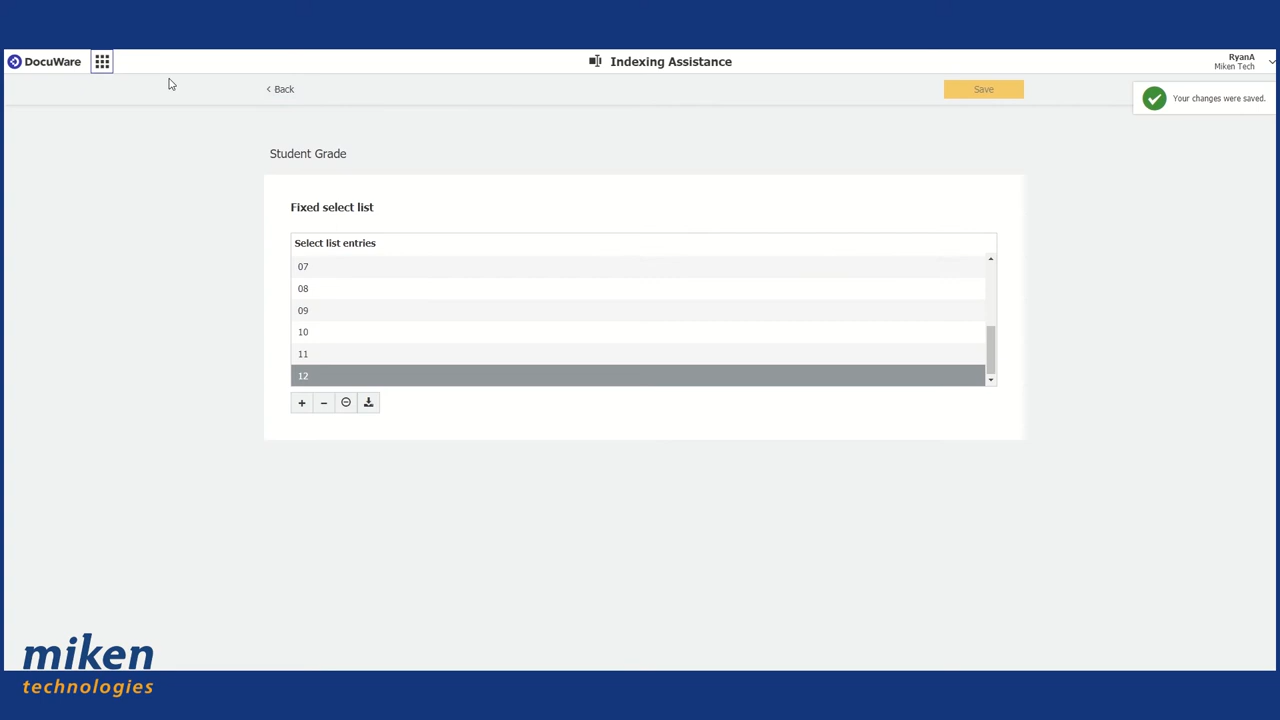 DocuWare
Indexing Assistance
RyanA
Miken Tech
Back
Save
Your changes were saved.
Student Grade
Fixed select list
Select list entries
07
08
09
10
11
12
miken
technologies